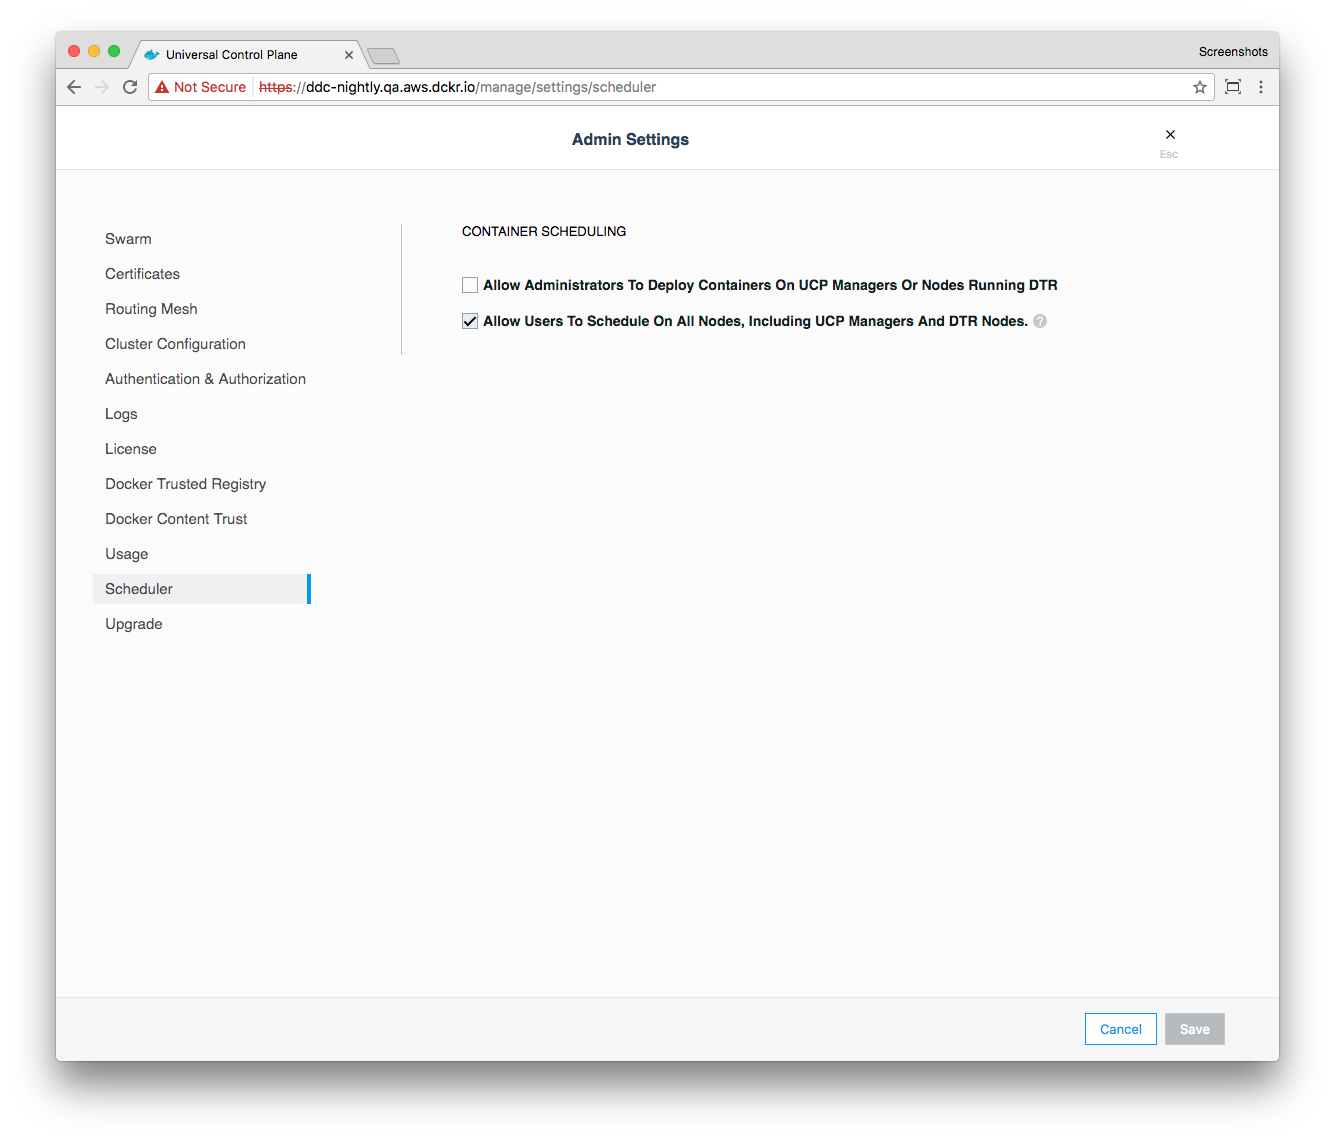 Universal Control Plane
Screenshots
Not Secure https://ddc-nightly.qa.aws.dckr.io/manage/settings/scheduler
Admin Settings
Esc
Swarm
Certificates
Routing Mesh
Cluster Configuration
Authentication & Authorization
Logs
License
Docker Trusted Registry
Docker Content Trust
Usage
Scheduler
Upgrade
CONTAINER SCHEDULING
Allow Administrators To Deploy Containers On UCP Managers Or Nodes Running DTR
Allow Users To Schedule On All Nodes, Including UCP Managers And DTR Nodes. ?
Cancel
Save